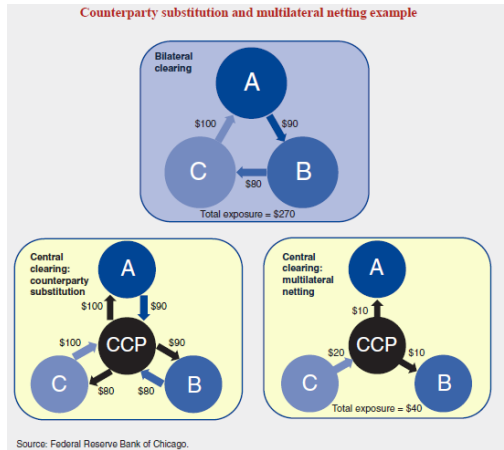 Counterparty substitution and multilateral netting example
Bilateral
clearing
A
$100
$90
C
B
$80
Total exposure = $270
Central
clearing:
counterparty
substitution
A
$100
$90
CCP
$100
$90
C
B
$80
$80
Central
clearing:
multilateral
netting
A
$10
CCP
$20
$10
C
B
Total exposure = $40
Source: Federal Reserve Bank of Chicago.